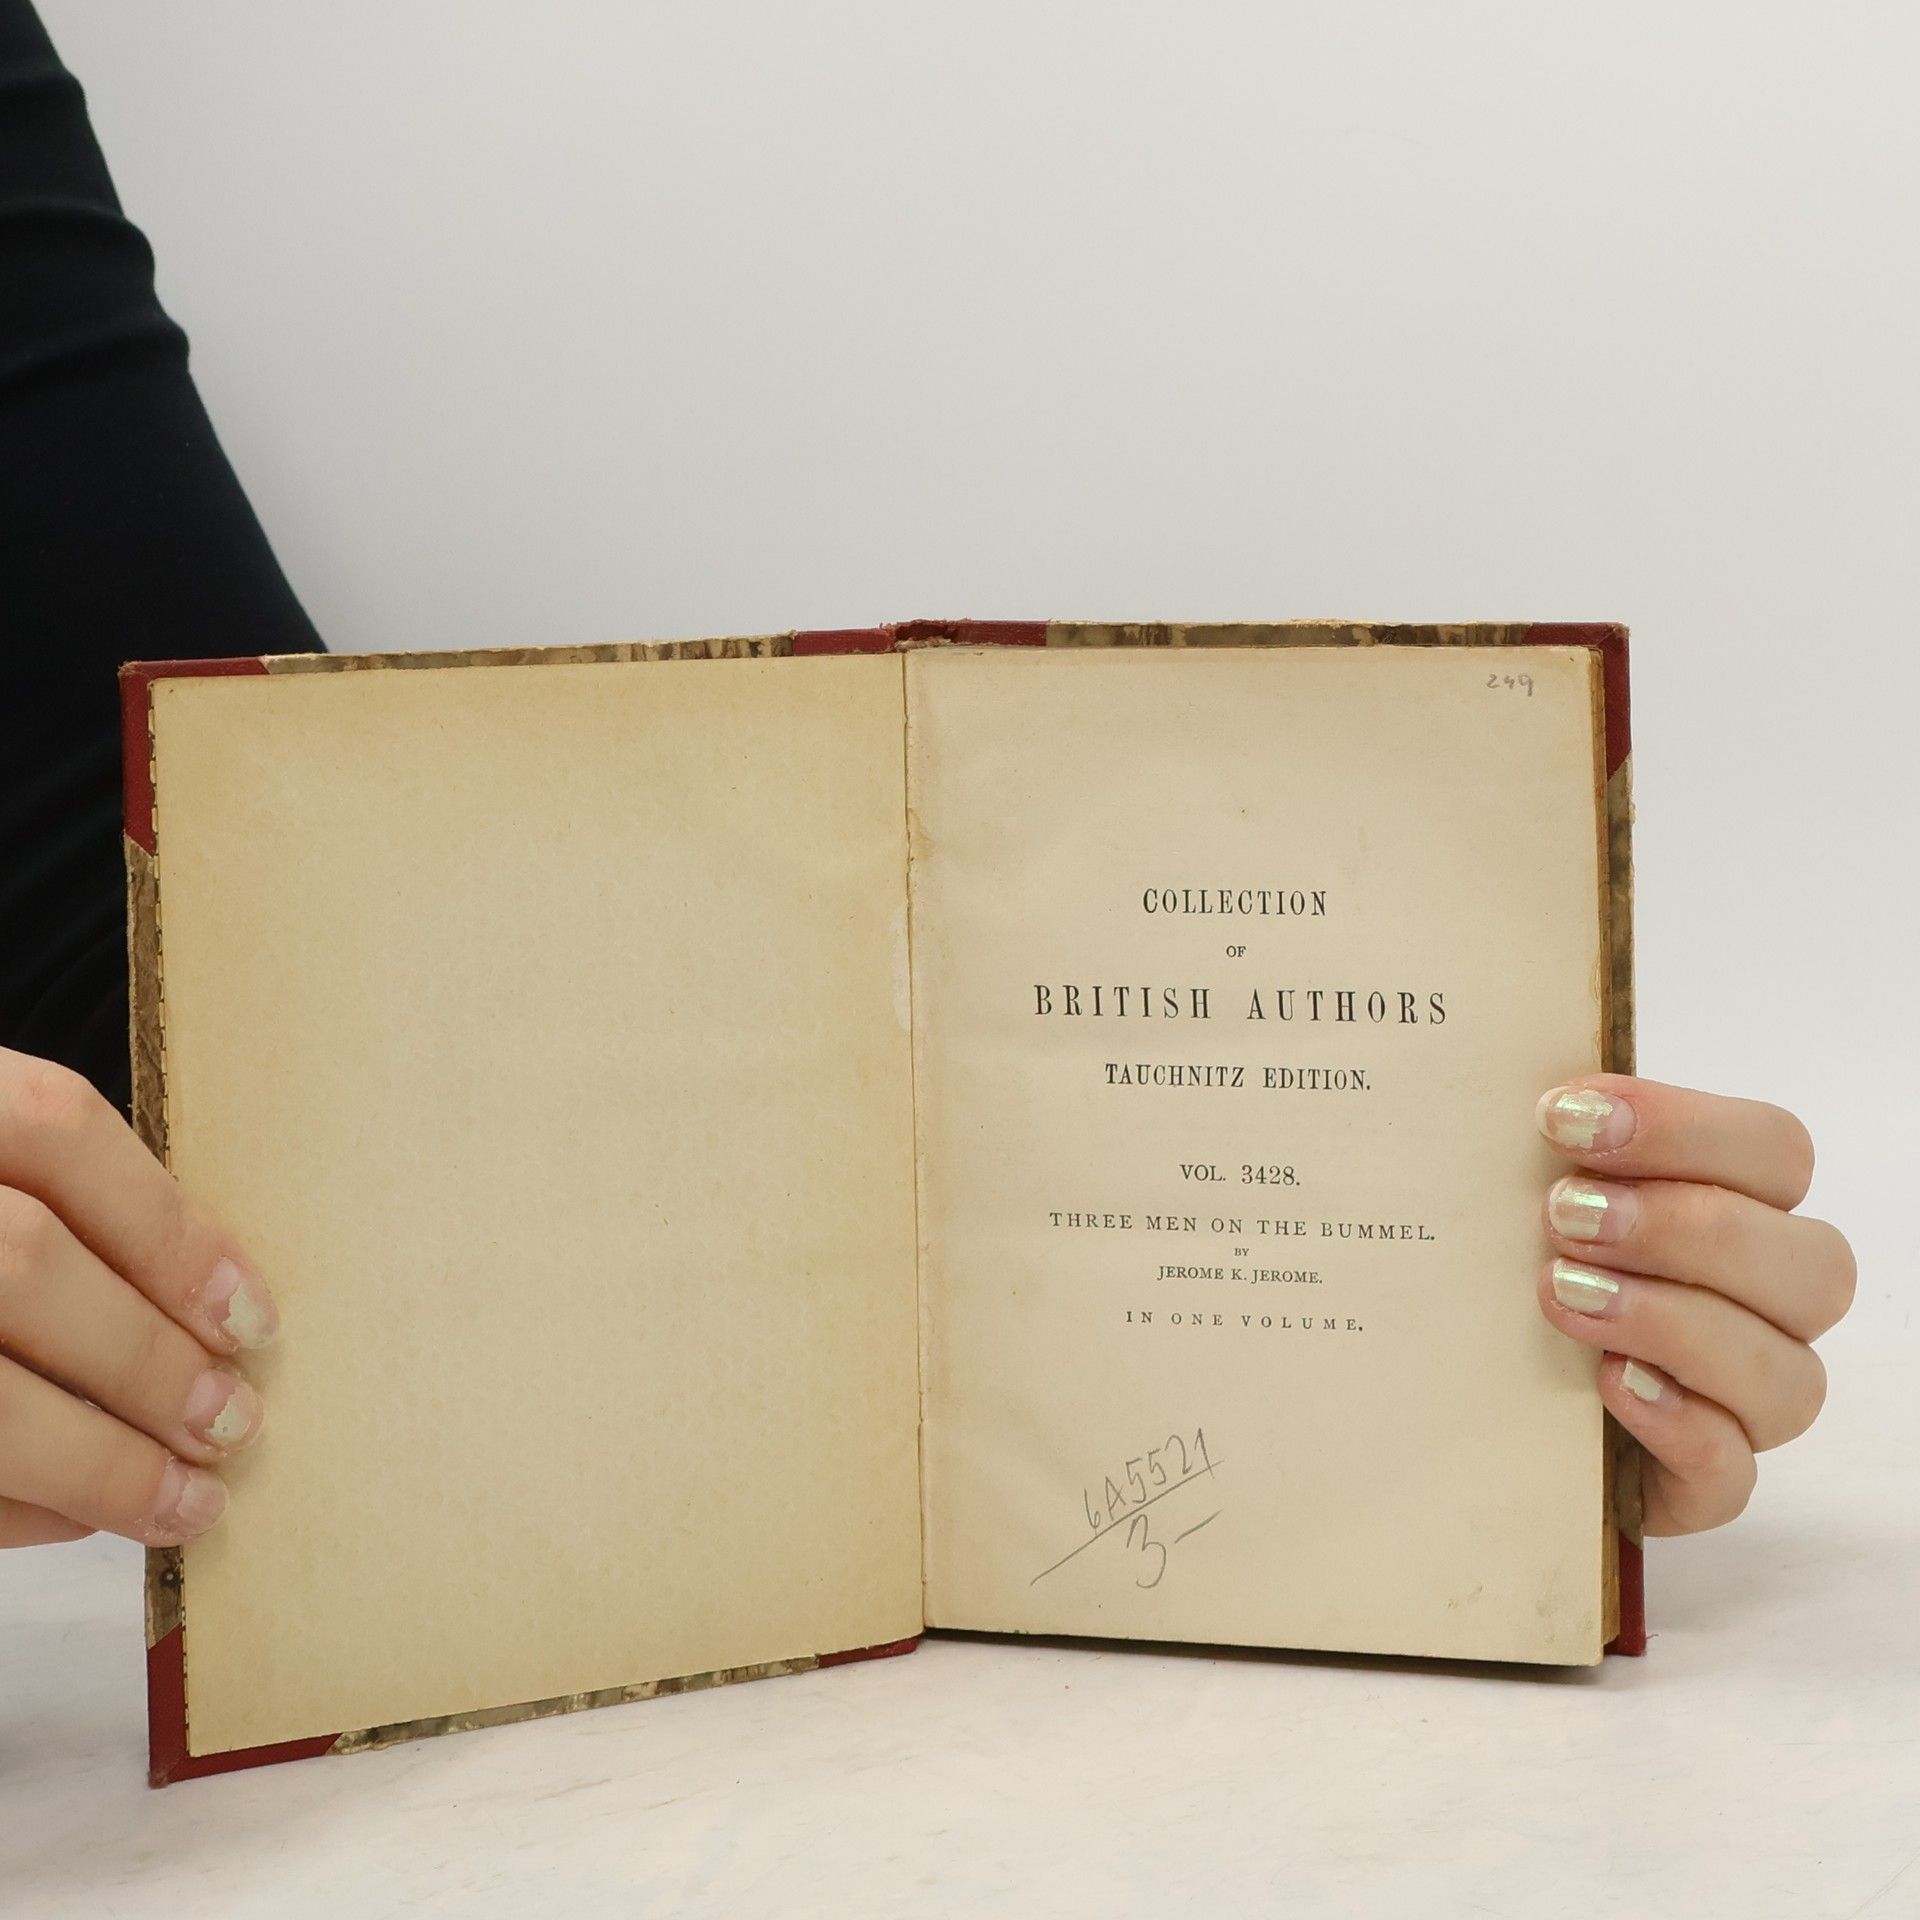 249
COLLECTION
OF
BRITISH AUTHORS
TAUCHNITZ EDITION.
VOL. 3428.
THREE MEN ON THE BUMMEL.
BY
JEROME K. JEROME.
IN ONE VOLUME.
6A5521
3-